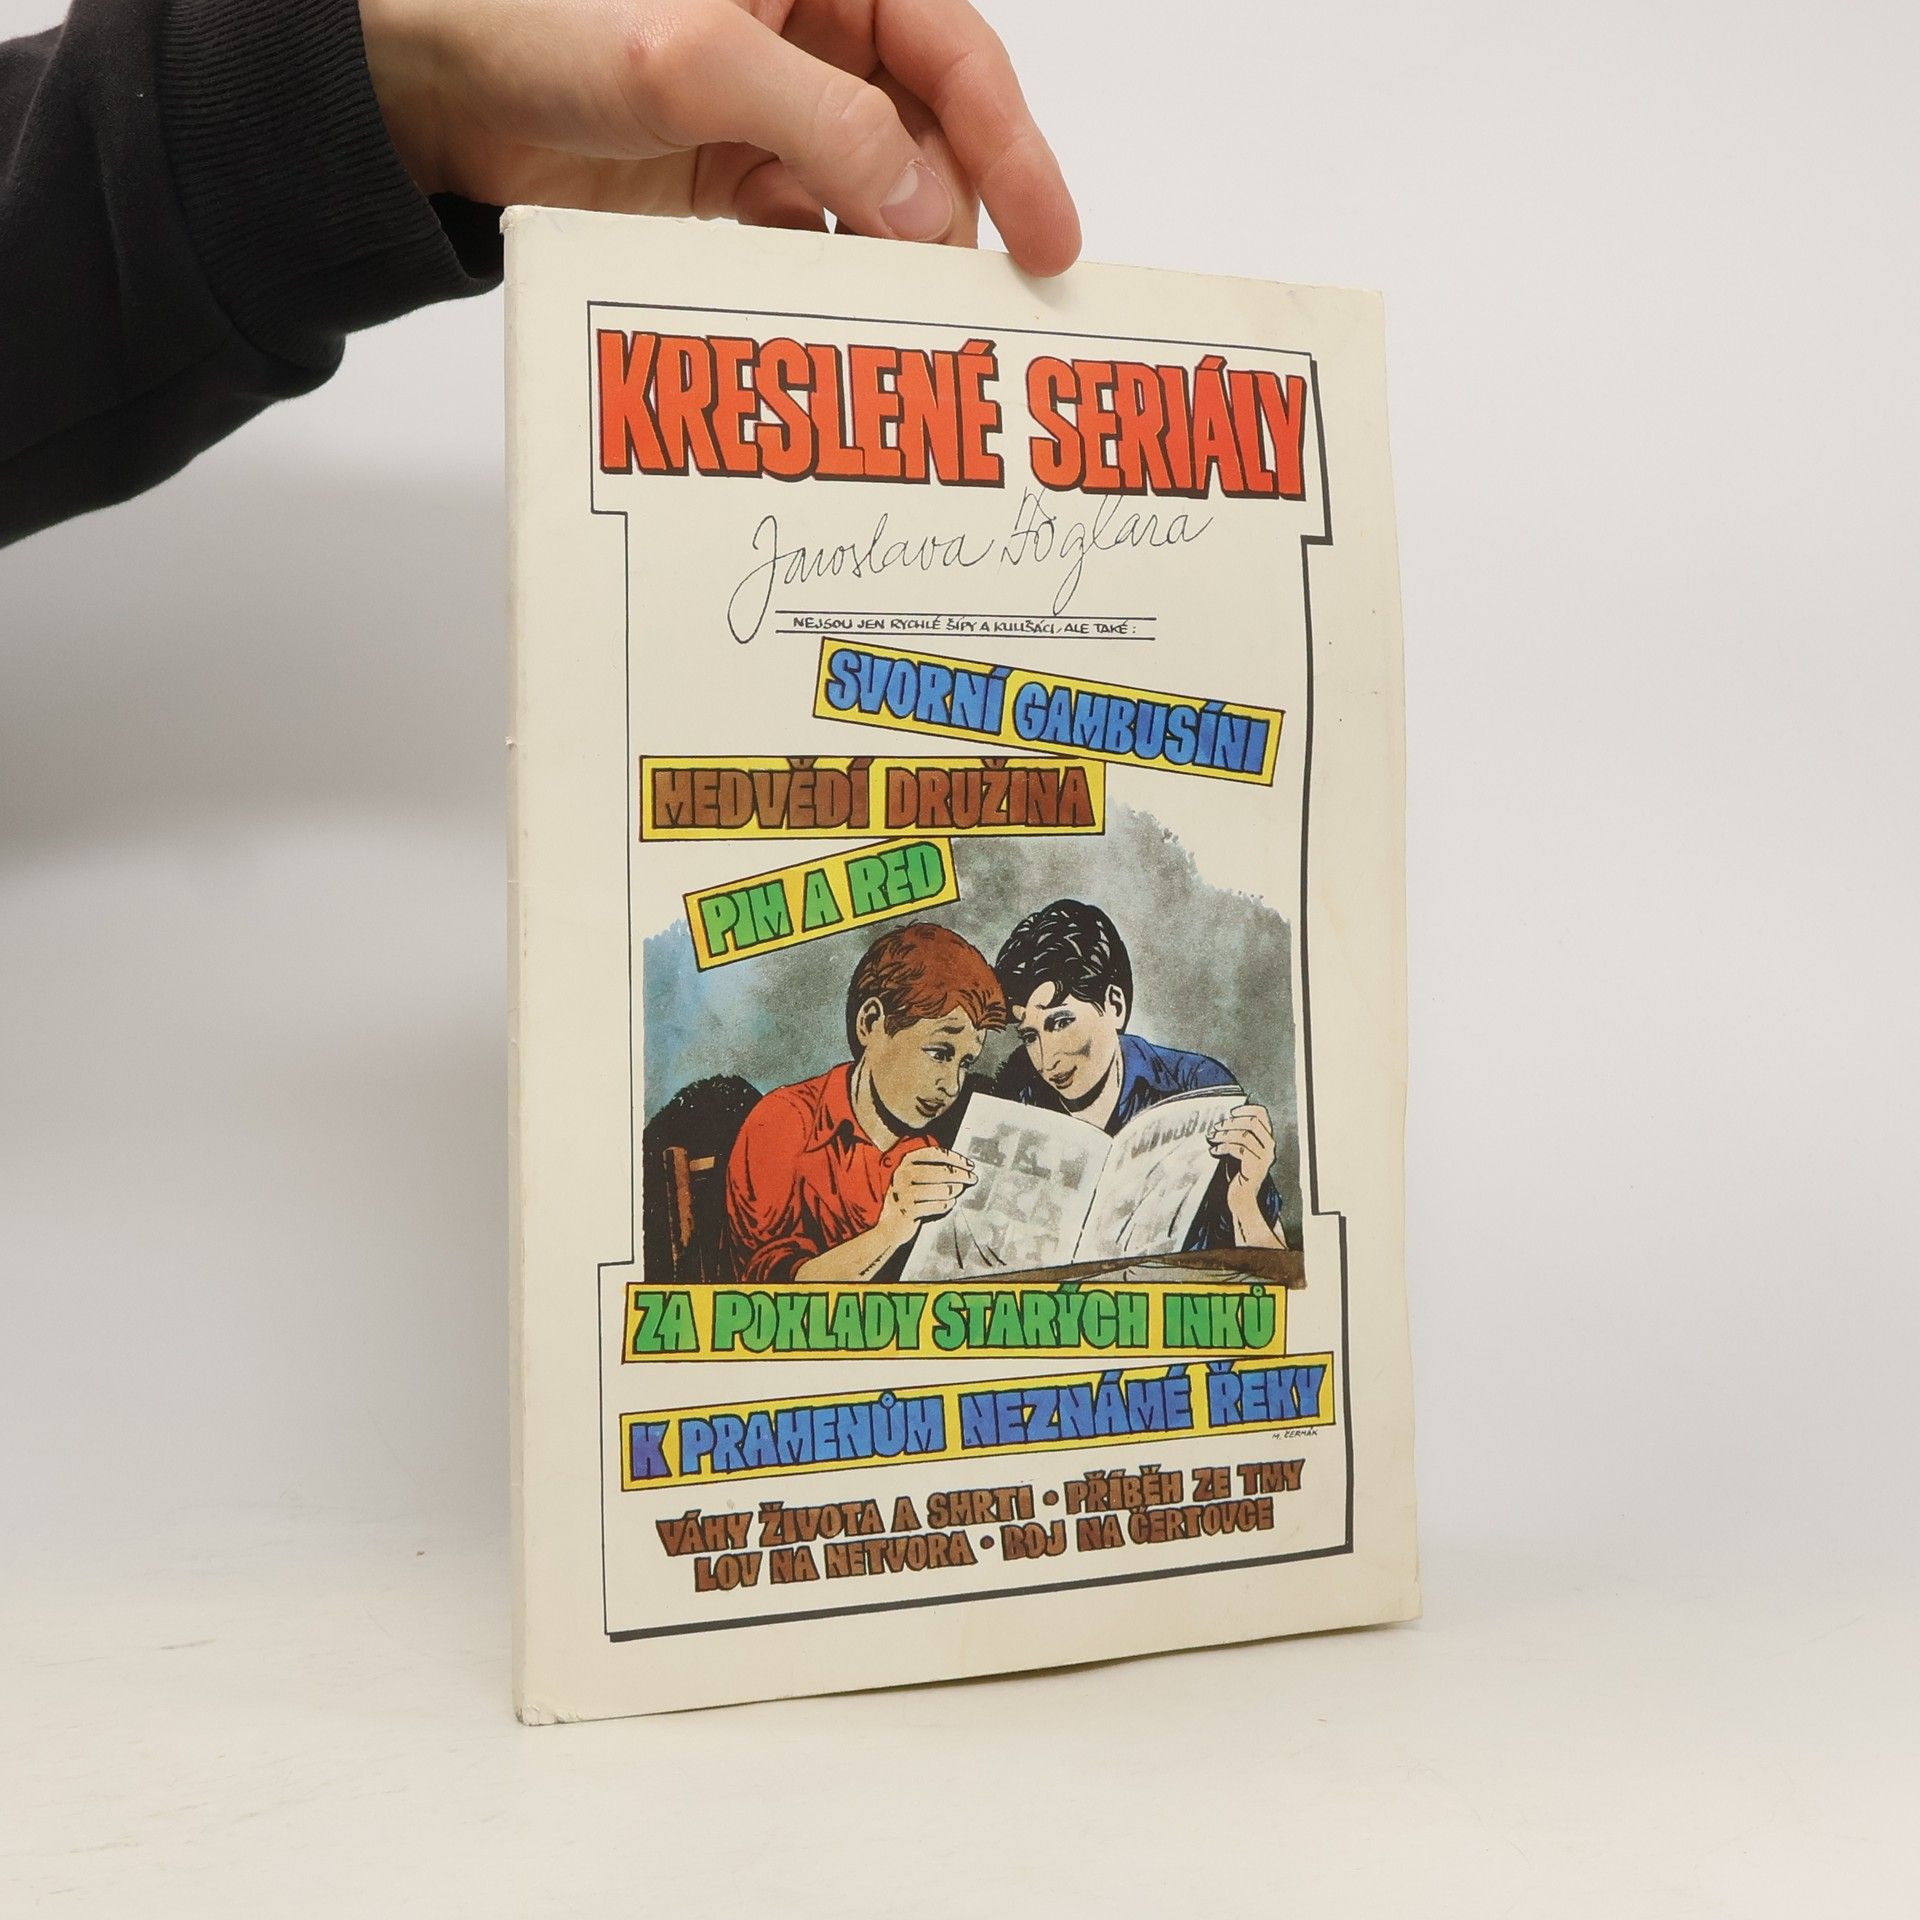 KRESLENÉ SERIÁLY
Jaroslava Foglara
NEJSOU JEN RYCHLÉ ŠÍPY A KULIŠÁCI, ALE TAKÉ:
SVORNÍ GAMBUSÍNI
MEDVĚDÍ DRUŽINA
PIM A RED
ZA POKLADY STARÝCH INKŮ
K PRAMENŮM NEZNÁMÉ ŘEKY
M. ČERMÁK
VÁHY ŽIVOTA A SMRTI • PŘÍBĚH ZE TMY
LOV NA NETVORA • BOJ NA ČERTOVCE